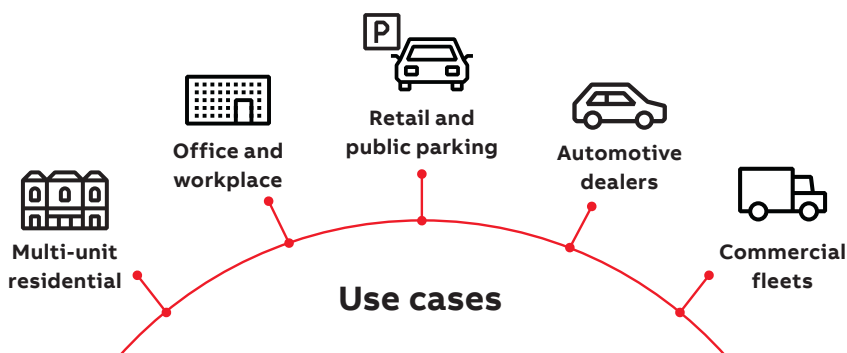 P
Retail and
public parking
Office and
workplace
Automotive
dealers
Multi-unit
residential
Commercial
fleets
Use cases